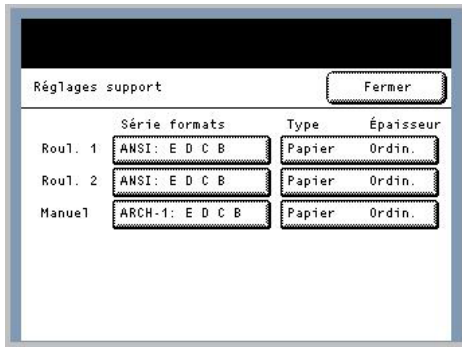 Réglages support Fermer
Série formats Type Épaisseur
Roul. 1 ANSI: E D C B Papier Ordin.
Roul. 2 ANSI: E D C B Papier Ordin.
Manuel ARCH-1: E D C B Papier Ordin.